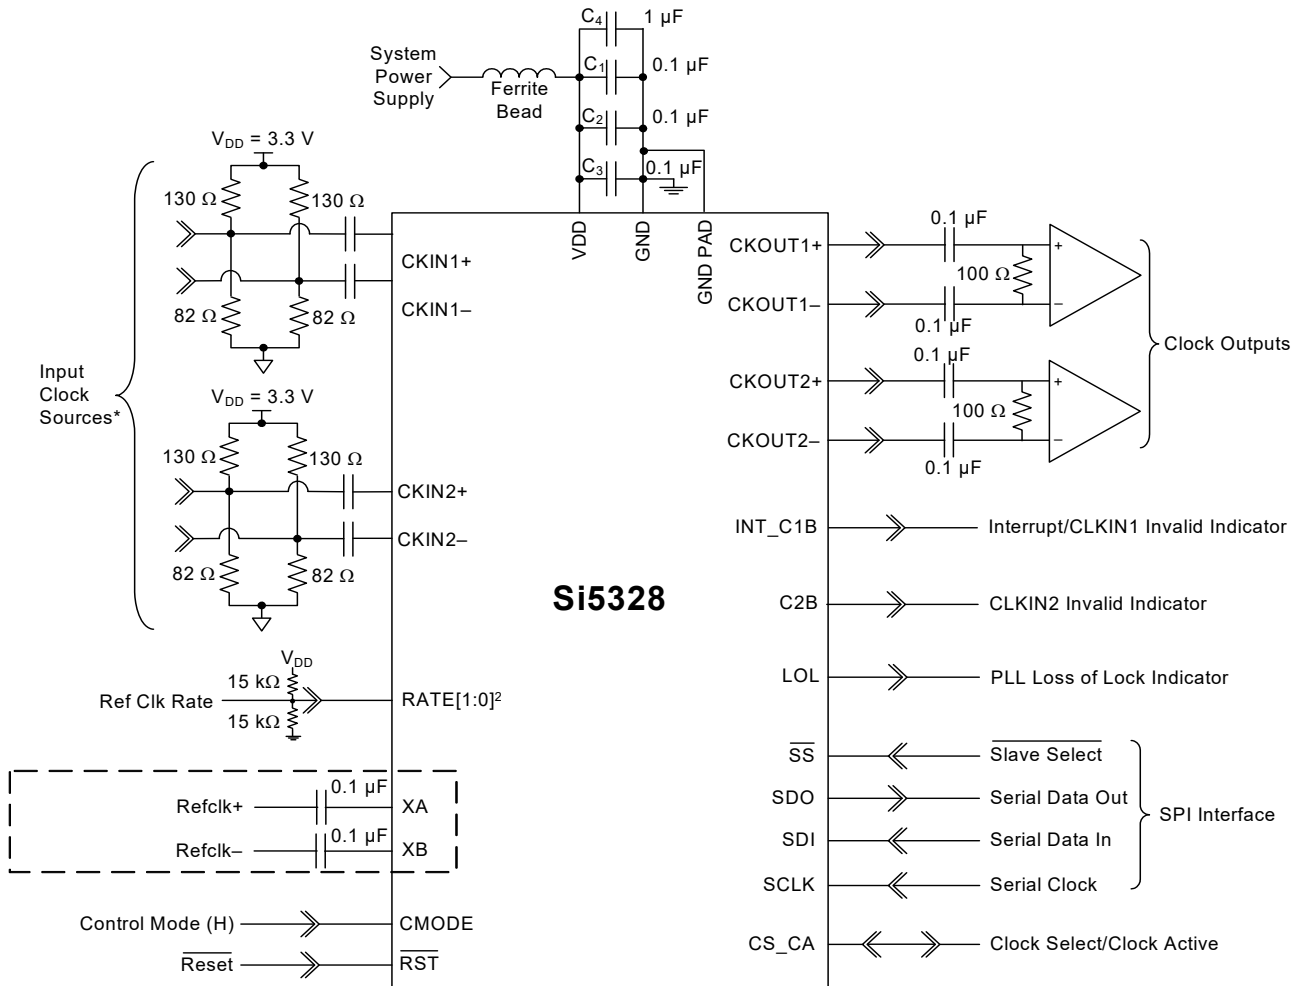 C4 1 µF
System
Power
Supply
Ferrite
Bead
C1 0.1 µF
C2 0.1 µF
C3 0.1 µF
VDD = 3.3 V
130 Ω 130 Ω
82 Ω 82 Ω
CKIN1+
CKIN1–
VDD
GND
GND PAD
Input
Clock
Sources*
VDD = 3.3 V
130 Ω 130 Ω
82 Ω 82 Ω
CKIN2+
CKIN2–
Si5328
VDD
15 kΩ
Ref Clk Rate RATE[1:0]²
15 kΩ
0.1 µF
Refclk+ XA
0.1 µF
Refclk– XB
Control Mode (H) CMODE
Reset RST
0.1 µF
CKOUT1+
100 Ω
+
–
CKOUT1–
0.1 µF
0.1 µF
CKOUT2+
100 Ω
+
–
CKOUT2–
0.1 µF
Clock Outputs
INT_C1B Interrupt/CLKIN1 Invalid Indicator
C2B CLKIN2 Invalid Indicator
LOL PLL Loss of Lock Indicator
SS Slave Select
SDO Serial Data Out
SDI Serial Data In
SCLK Serial Clock
SPI Interface
CS_CA Clock Select/Clock Active